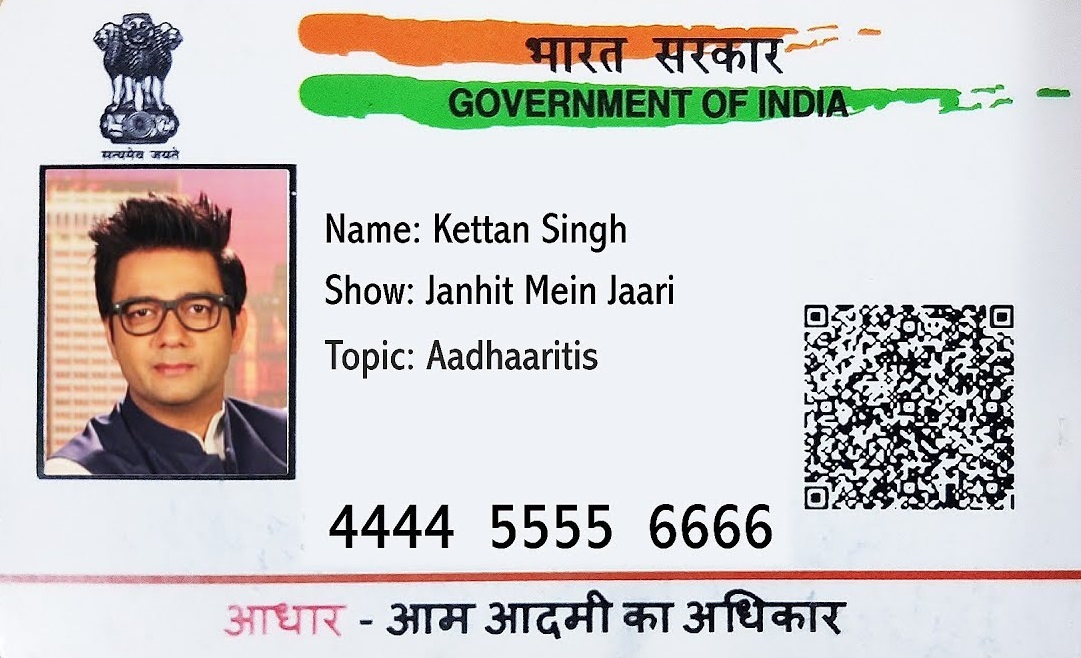 भारत सरकार
GOVERNMENT OF INDIA
सत्यमेव जयते
Name: Kettan Singh
Show: Janhit Mein Jaari
Topic: Aadhaaritis
4444 5555 6666
आधार - आम आदमी का अधिकार